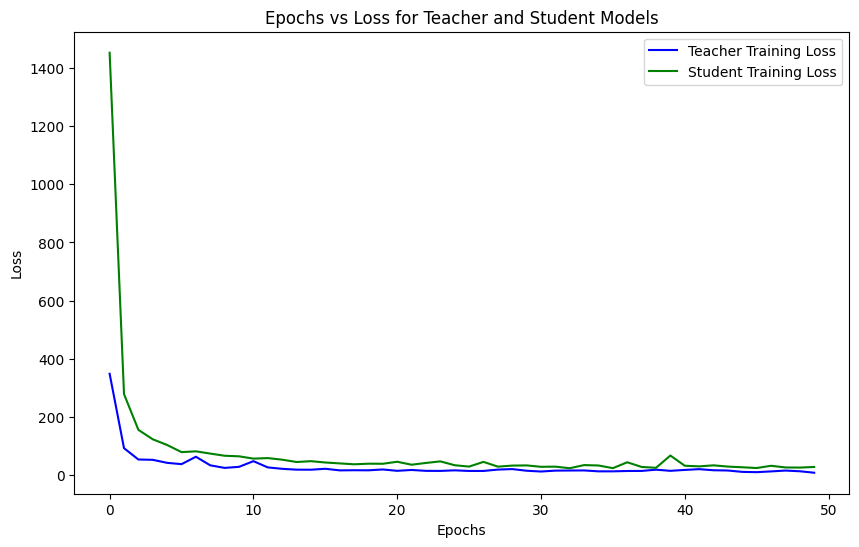 Epochs vs Loss for Teacher and Student Models
Teacher Training Loss
Student Training Loss
1400
1200
1000
800
600
400
200
0
Loss
0 10 20 30 40 50
Epochs